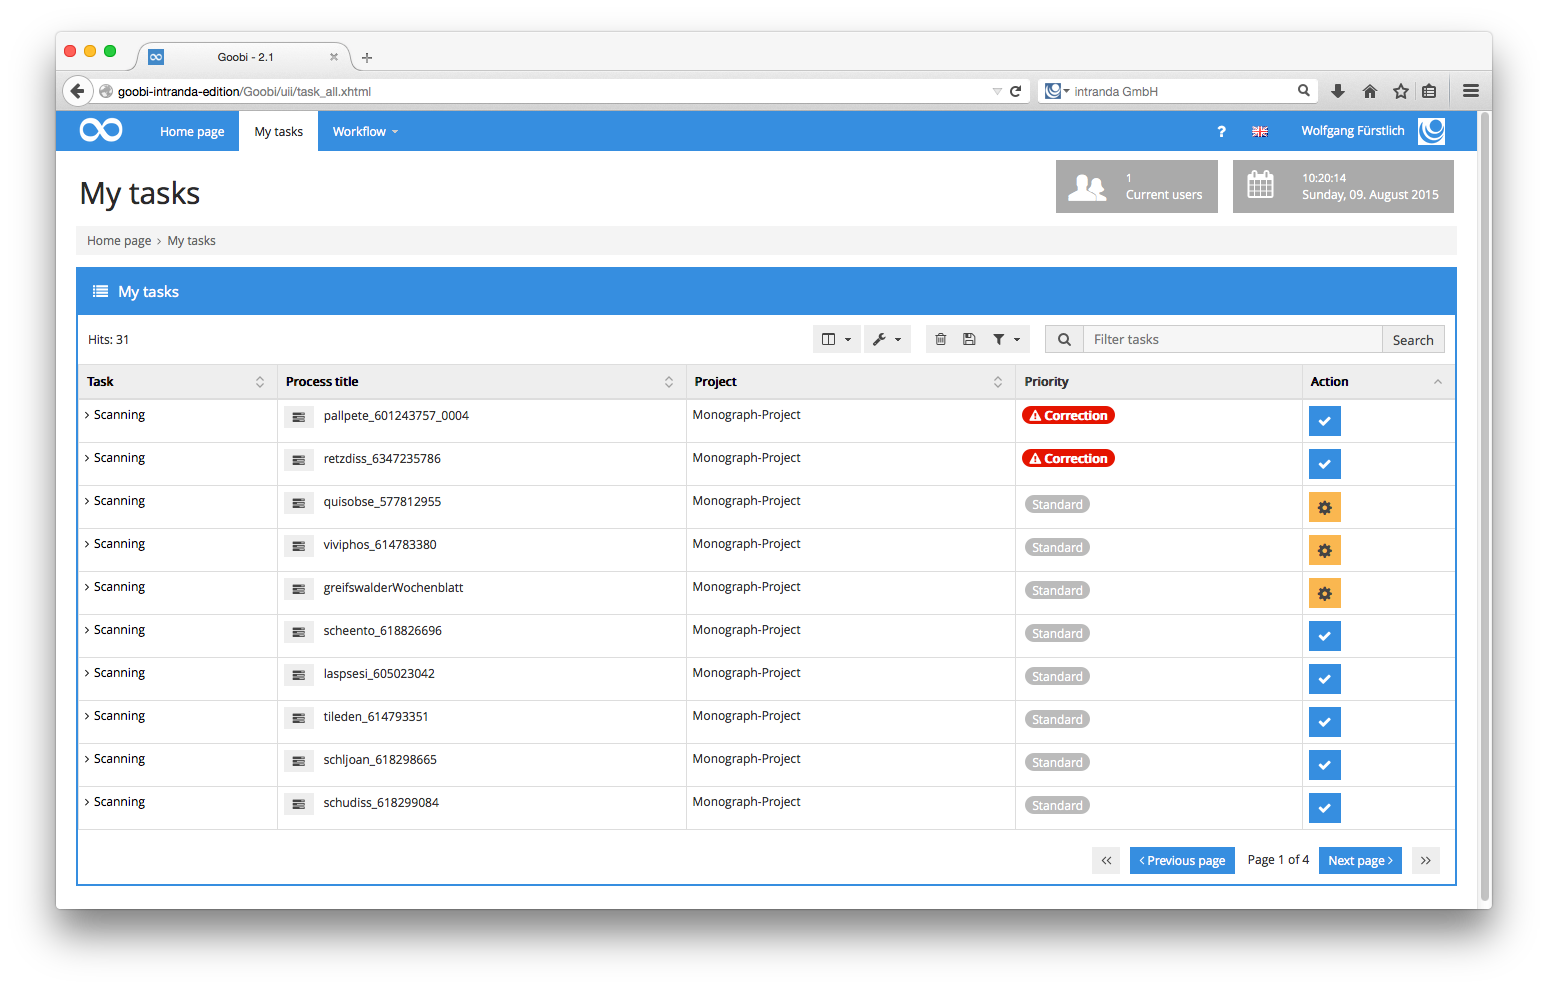 Goobi - 2.1
goobi-intranda-edition/Goobi/uii/task_all.xhtml
intranda GmbH
Home page
My tasks
Workflow
?
Wolfgang Fürstlich
My tasks
1
Current users
10:20:14
Sunday, 09. August 2015
Home page › My tasks
My tasks
Hits: 31
Filter tasks
Search
Task Process title Project Priority Action
› Scanning pallpete_601243757_0004 Monograph-Project Correction
› Scanning retzdiss_6347235786 Monograph-Project Correction
› Scanning quisobse_577812955 Monograph-Project Standard
› Scanning viviphos_614783380 Monograph-Project Standard
› Scanning greifswalderWochenblatt Monograph-Project Standard
› Scanning scheento_618826696 Monograph-Project Standard
› Scanning laspsesi_605023042 Monograph-Project Standard
› Scanning tileden_614793351 Monograph-Project Standard
› Scanning schljoan_618298665 Monograph-Project Standard
› Scanning schudiss_618299084 Monograph-Project Standard
« ‹ Previous page Page 1 of 4 Next page › »